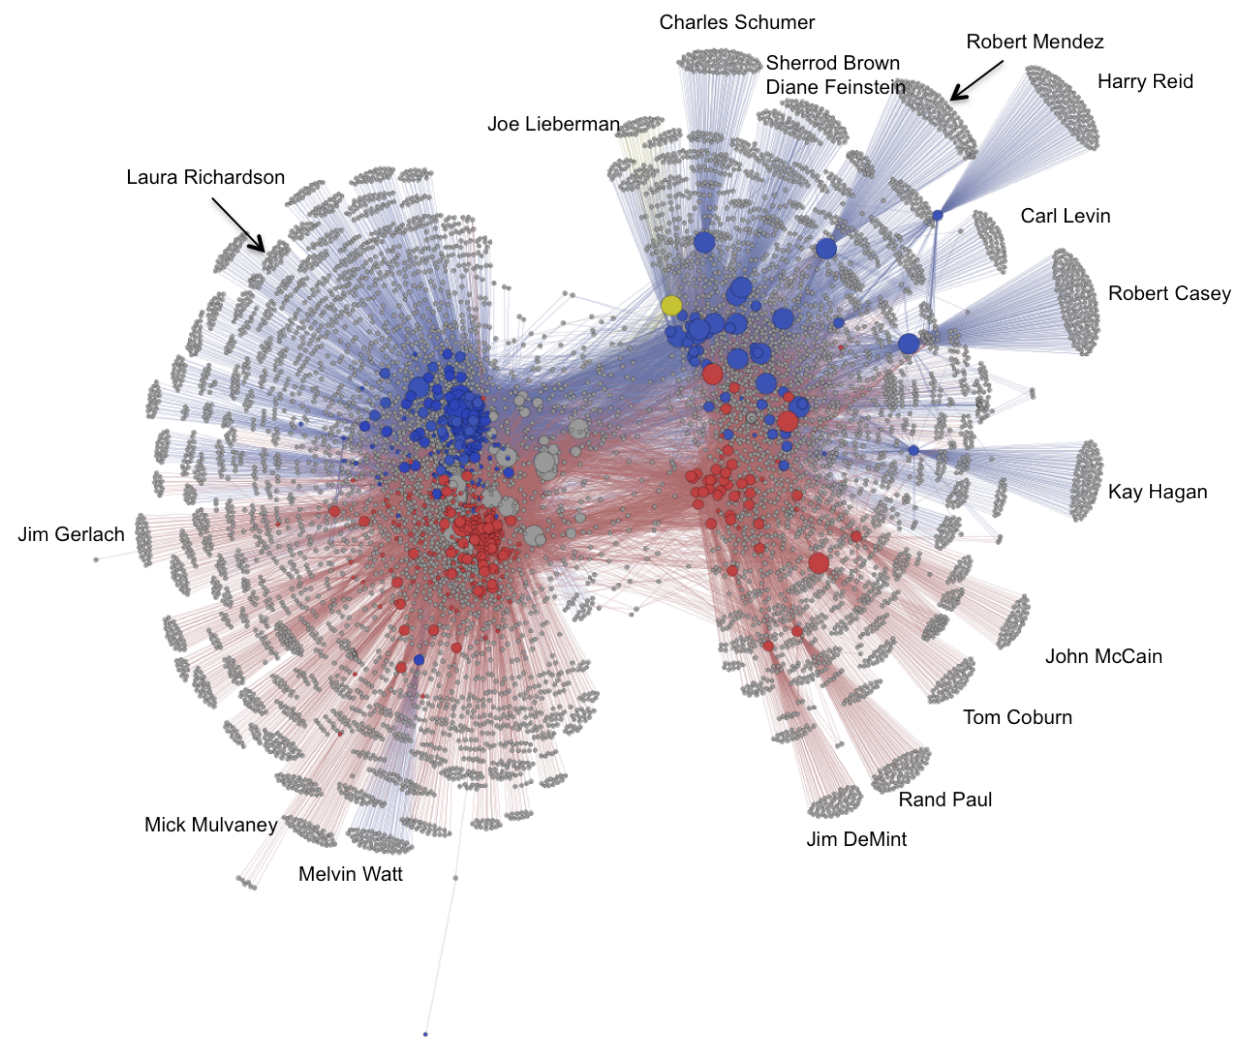 Charles Schumer
Robert Mendez
Sherrod Brown
Diane Feinstein
Harry Reid
Joe Lieberman
Laura Richardson
Carl Levin
Robert Casey
Kay Hagan
Jim Gerlach
John McCain
Tom Coburn
Rand Paul
Mick Mulvaney
Jim DeMint
Melvin Watt